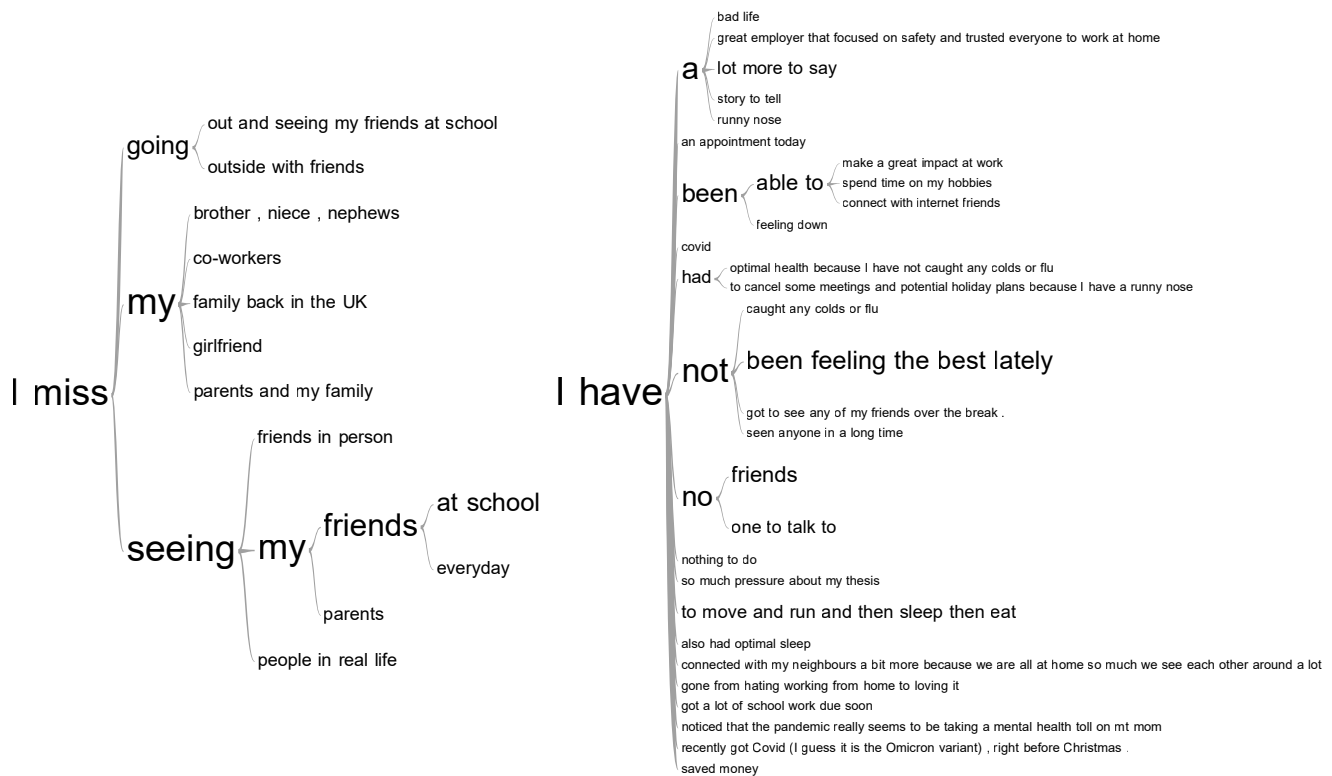 I miss
going
out and seeing my friends at school
outside with friends
my
brother , niece , nephews
co-workers
family back in the UK
girlfriend
parents and my family
seeing
friends in person
my
friends
at school
everyday
parents
people in real life
I have
a
bad life
great employer that focused on safety and trusted everyone to work at home
lot more to say
story to tell
runny nose
an appointment today
been
able to
make a great impact at work
spend time on my hobbies
connect with internet friends
feeling down
covid
had
optimal health because I have not caught any colds or flu
to cancel some meetings and potential holiday plans because I have a runny nose
not
caught any colds or flu
been feeling the best lately
got to see any of my friends over the break .
seen anyone in a long time
no
friends
one to talk to
nothing to do
so much pressure about my thesis
to move and run and then sleep then eat
also had optimal sleep
connected with my neighbours a bit more because we are all at home so much we see each other around a lot
gone from hating working from home to loving it
got a lot of school work due soon
noticed that the pandemic really seems to be taking a mental health toll on mt mom
recently got Covid (I guess it is the Omicron variant) , right before Christmas .
saved money